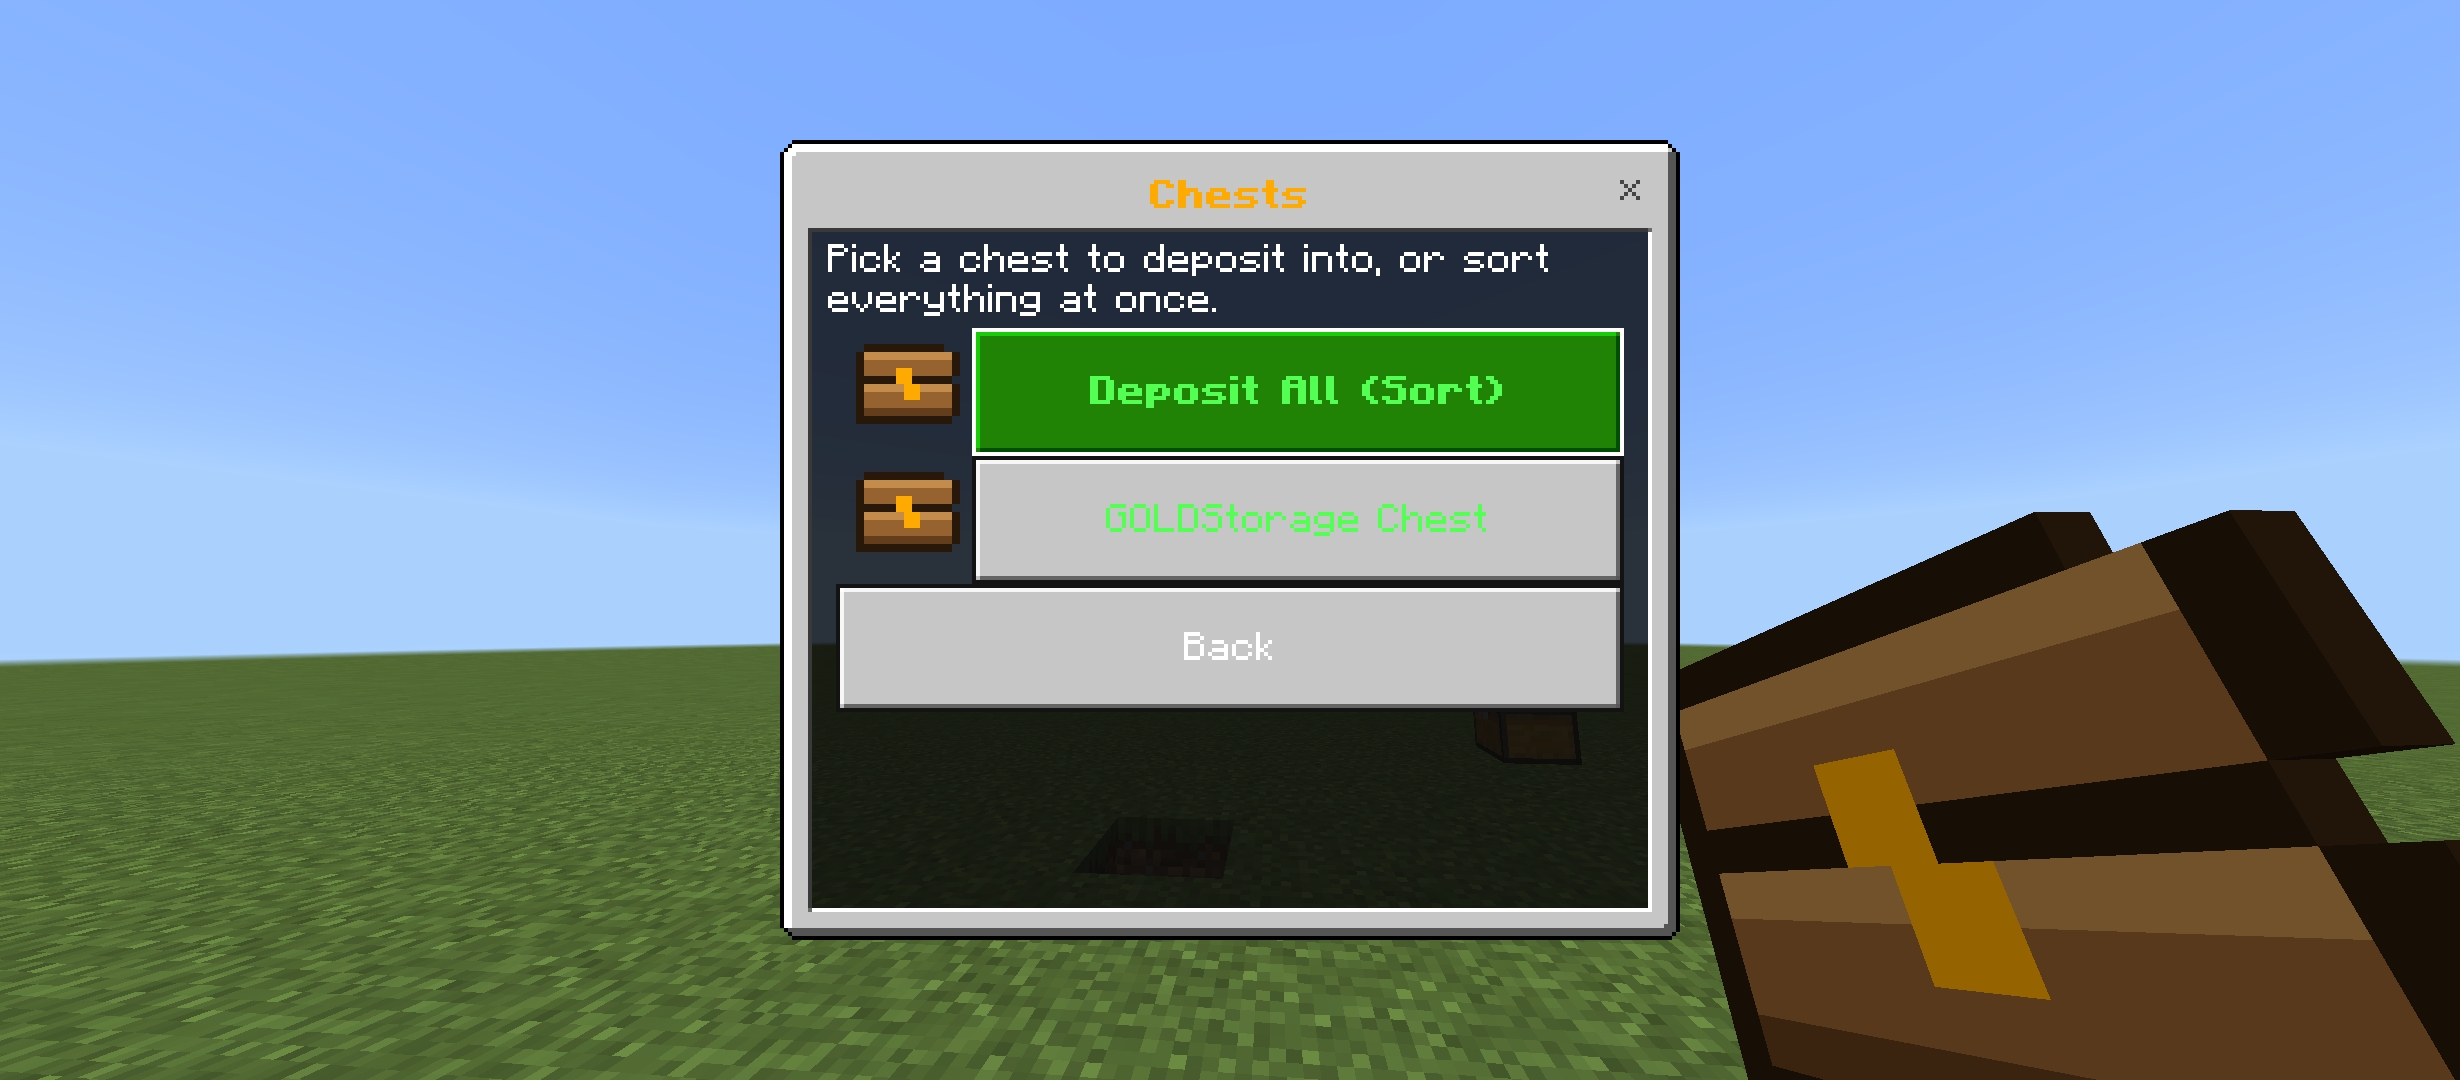 Chests
Pick a chest to deposit into, or sort
everything at once.
Deposit All (Sort)
GOLDStorage Chest
Back